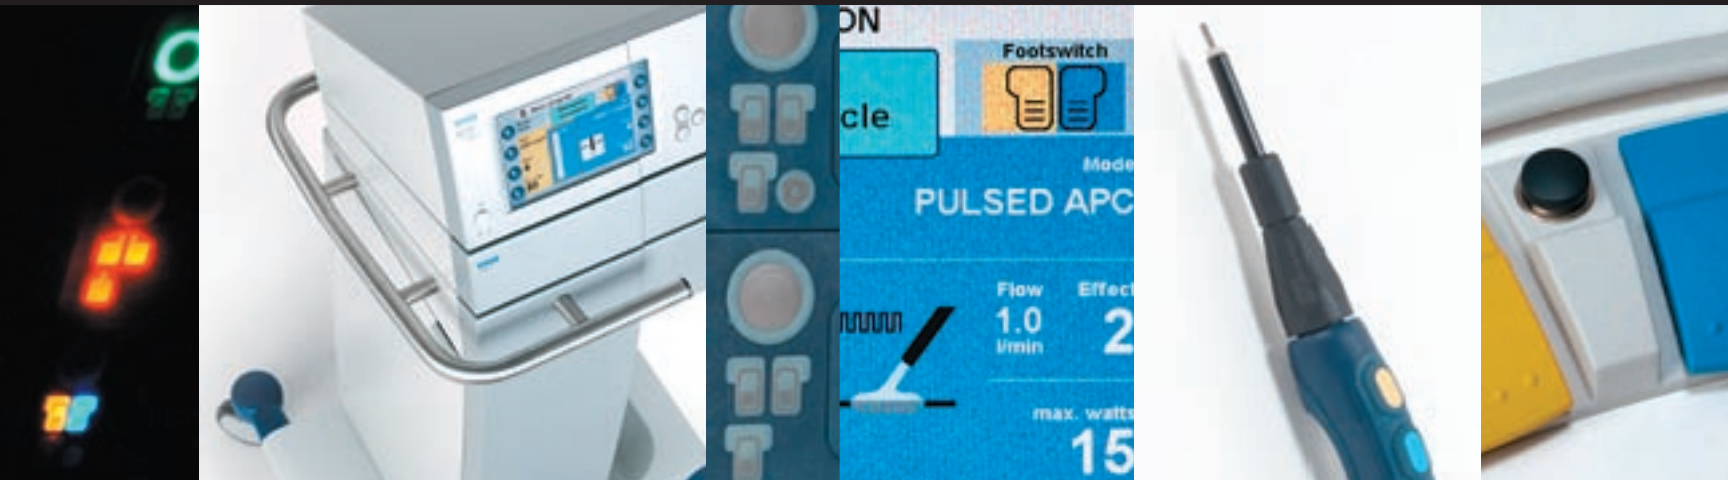 ON
Footswitch
cle
Mode
PULSED APC
Flow
Effect
1.0
2
l/min
max. watts
15